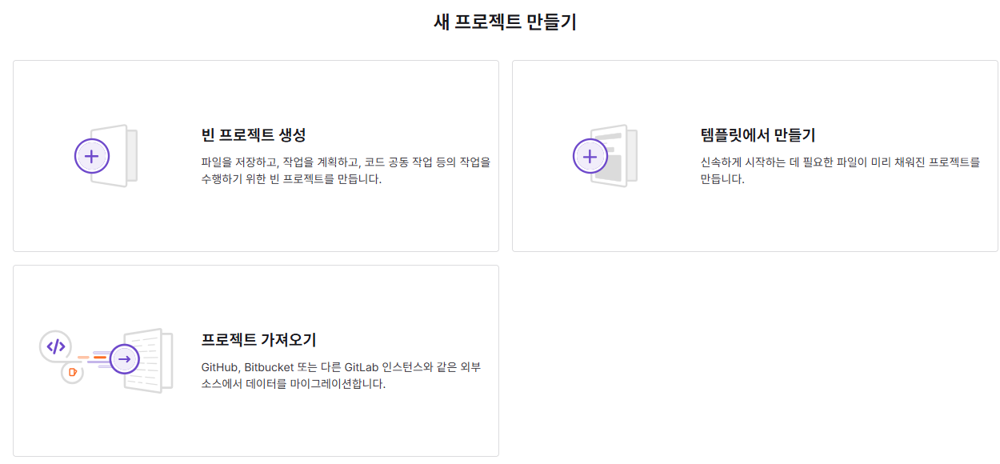 새 프로젝트 만들기
빈 프로젝트 생성
파일을 저장하고, 작업을 계획하고, 코드 공동 작업 등의 작업을
수행하기 위한 빈 프로젝트를 만듭니다.
템플릿에서 만들기
신속하게 시작하는 데 필요한 파일이 미리 채워진 프로젝트를
만듭니다.
프로젝트 가져오기
GitHub, Bitbucket 또는 다른 GitLab 인스턴스와 같은 외부
소스에서 데이터를 마이그레이션합니다.